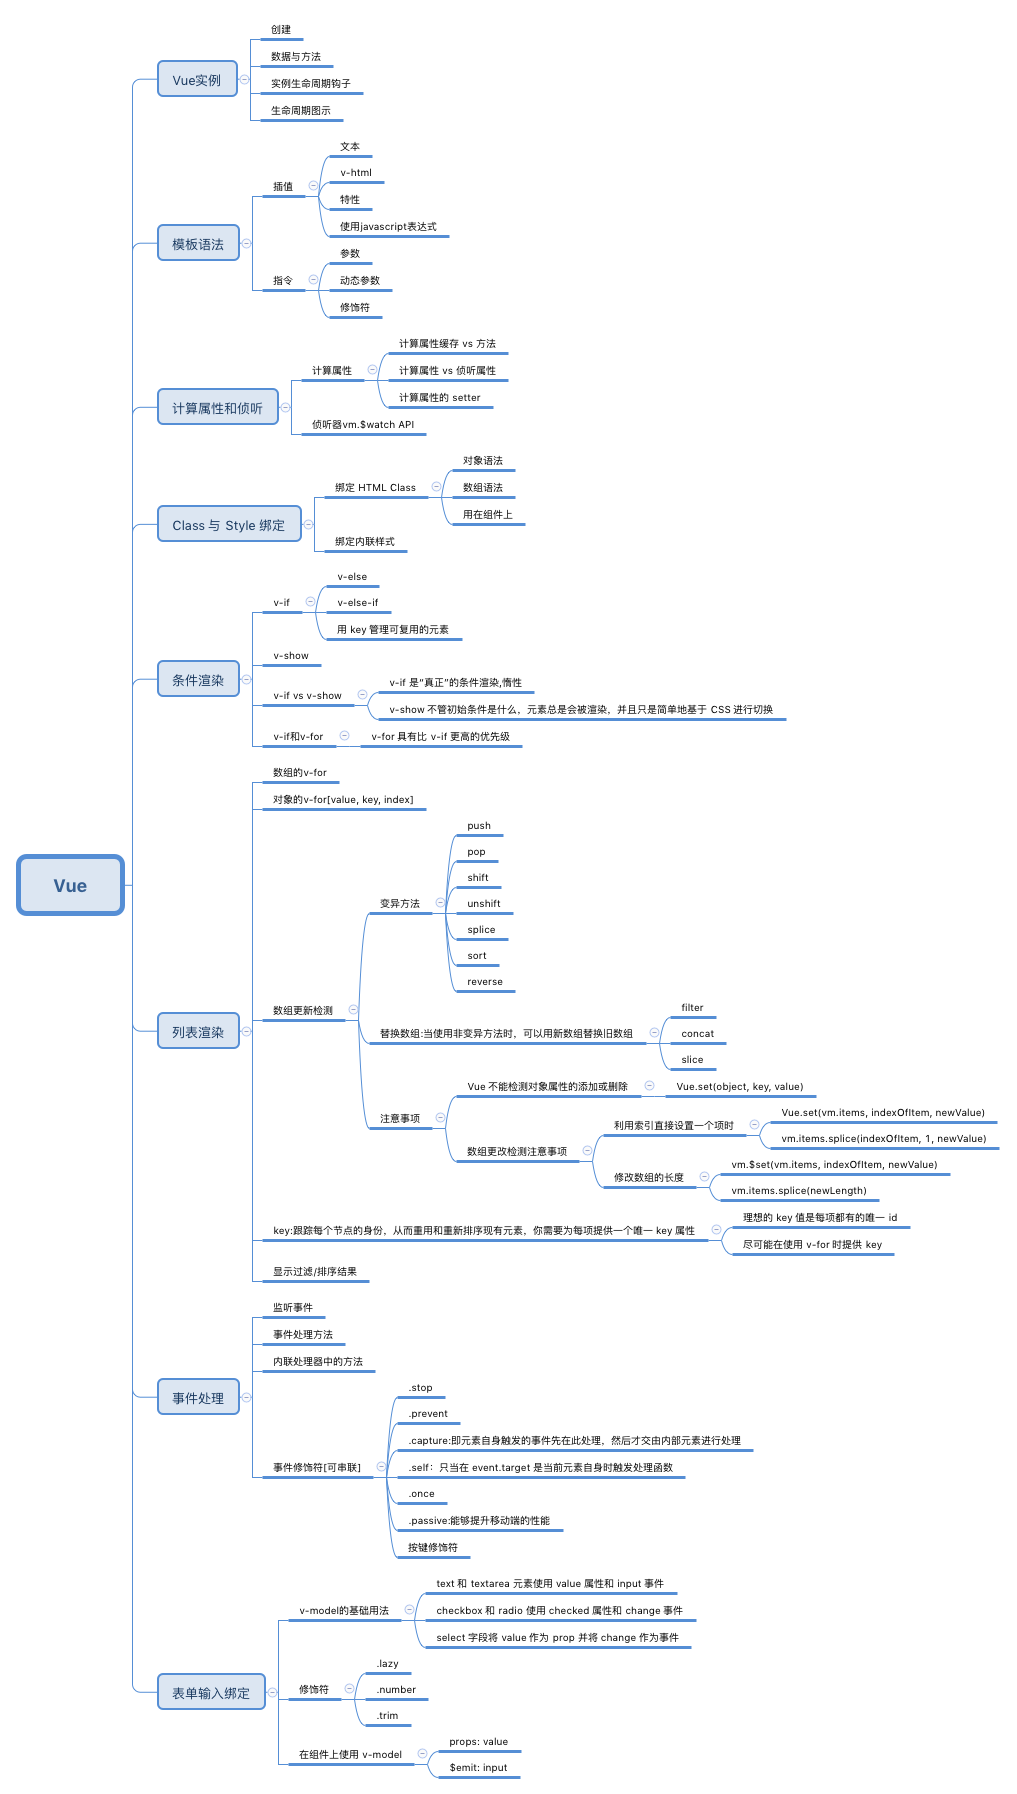 Vue
Vue实例
创建
数据与方法
实例生命周期钩子
生命周期图示
模板语法
插值
文本
v-html
特性
使用javascript表达式
指令
参数
动态参数
修饰符
计算属性和侦听
计算属性
计算属性缓存 vs 方法
计算属性 vs 侦听属性
计算属性的 setter
侦听器vm.$watch API
Class 与 Style 绑定
绑定 HTML Class
对象语法
数组语法
用在组件上
绑定内联样式
条件渲染
v-if
v-else
v-else-if
用 key 管理可复用的元素
v-show
v-if vs v-show
v-if 是“真正”的条件渲染,惰性
v-show 不管初始条件是什么，元素总是会被渲染，并且只是简单地基于 CSS 进行切换
v-if和v-for
v-for 具有比 v-if 更高的优先级
列表渲染
数组的v-for
对象的v-for[value, key, index]
数组更新检测
变异方法
push
pop
shift
unshift
splice
sort
reverse
替换数组:当使用非变异方法时，可以用新数组替换旧数组
filter
concat
slice
注意事项
Vue 不能检测对象属性的添加或删除
Vue.set(object, key, value)
数组更改检测注意事项
利用索引直接设置一个项时
Vue.set(vm.items, indexOfItem, newValue)
vm.items.splice(indexOfItem, 1, newValue)
修改数组的长度
vm.$set(vm.items, indexOfItem, newValue)
vm.items.splice(newLength)
key:跟踪每个节点的身份，从而重用和重新排序现有元素，你需要为每项提供一个唯一 key 属性
理想的 key 值是每项都有的唯一 id
尽可能在使用 v-for 时提供 key
显示过滤/排序结果
事件处理
监听事件
事件处理方法
内联处理器中的方法
事件修饰符[可串联]
.stop
.prevent
.capture:即元素自身触发的事件先在此处理，然后才交由内部元素进行处理
.self：只当在 event.target 是当前元素自身时触发处理函数
.once
.passive:能够提升移动端的性能
按键修饰符
表单输入绑定
v-model的基础用法
text 和 textarea 元素使用 value 属性和 input 事件
checkbox 和 radio 使用 checked 属性和 change 事件
select 字段将 value 作为 prop 并将 change 作为事件
修饰符
.lazy
.number
.trim
在组件上使用 v-model
props: value
$emit: input